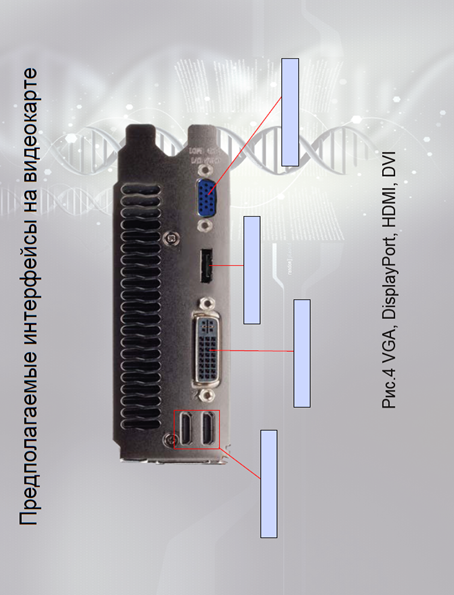 Предполагаемые интерфейсы на видеокарте
Рис.4 VGA, DisplayPort, HDMI, DVI